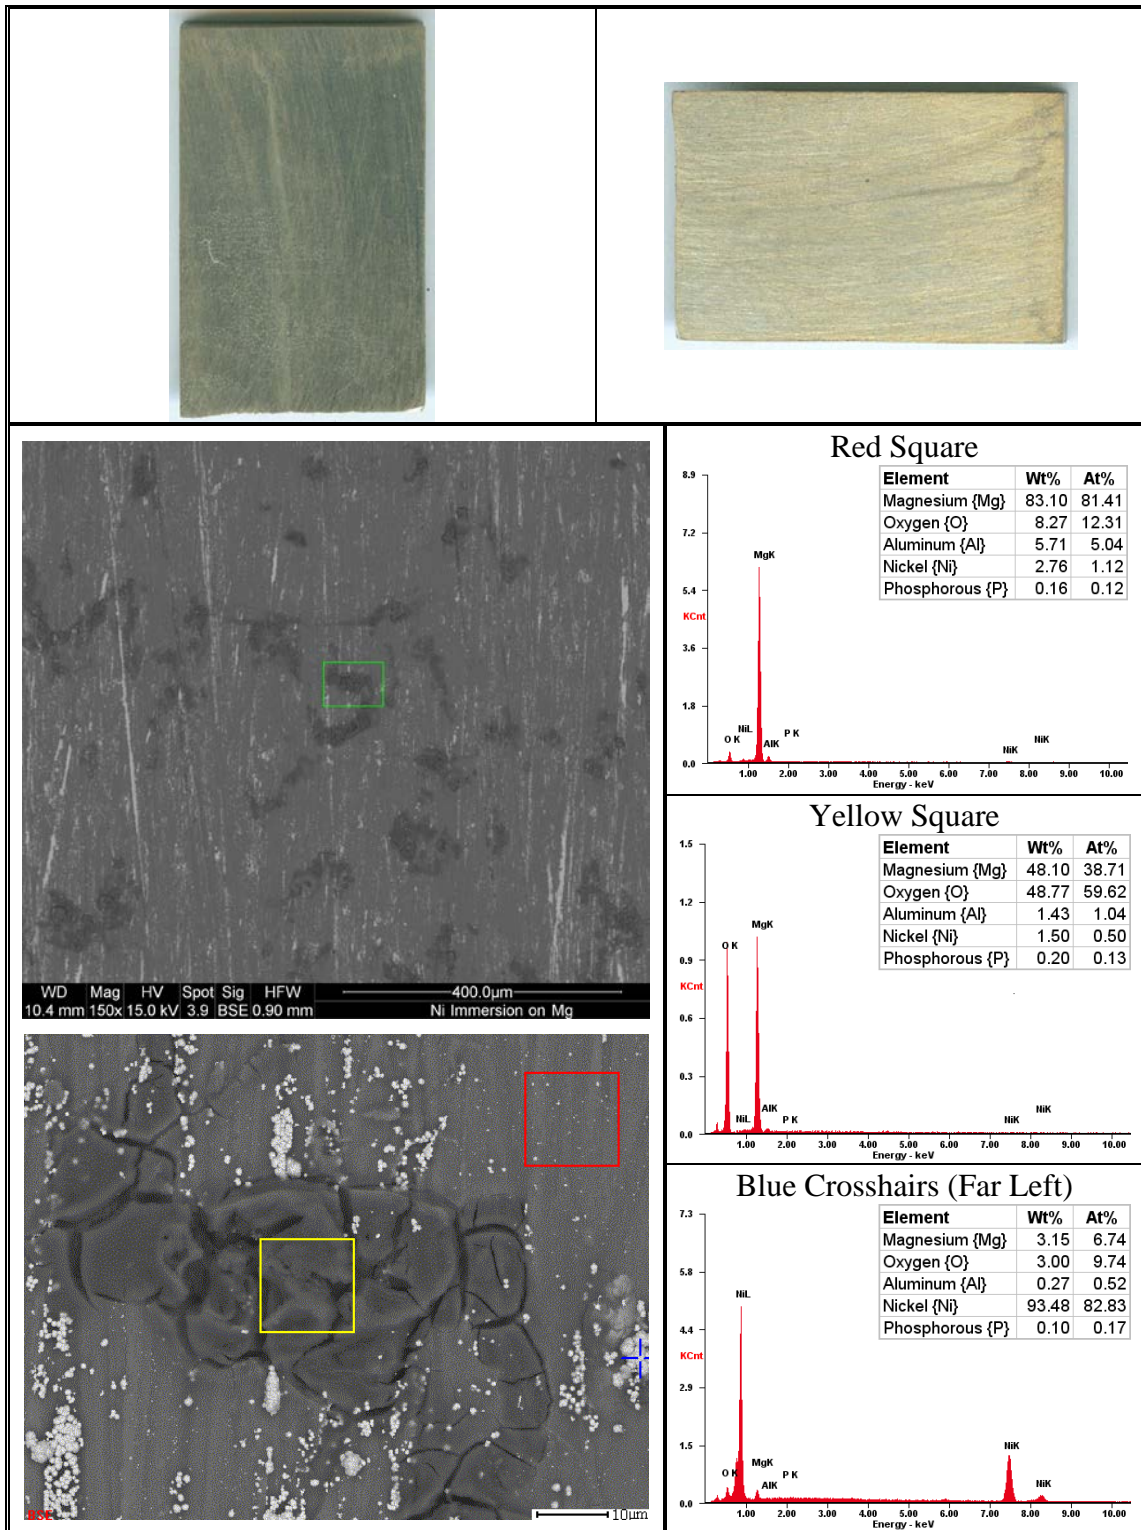 WD Mag HV Spot Sig HFW 400.0µm
10.4 mm 150x 15.0 kV 3.9 BSE 0.90 mm Ni Immersion on Mg
BSE
10µm
Red Square
Element Wt% At%
Magnesium {Mg} 83.10 81.41
Oxygen {O} 8.27 12.31
Aluminum {Al} 5.71 5.04
Nickel {Ni} 2.76 1.12
Phosphorous {P} 0.16 0.12
8.9
7.2
5.4
KCnt
3.6
1.8
0.0
MgK
O K
NiL
AlK
P K
NiK
NiK
1.00 2.00 3.00 4.00 5.00 6.00 7.00 8.00 9.00 10.00
Energy - keV
Yellow Square
Element Wt% At%
Magnesium {Mg} 48.10 38.71
Oxygen {O} 48.77 59.62
Aluminum {Al} 1.43 1.04
Nickel {Ni} 1.50 0.50
Phosphorous {P} 0.20 0.13
1.5
1.2
0.9
KCnt
0.6
0.3
0.0
O K
MgK
NiL
AlK
P K
NiK
NiK
1.00 2.00 3.00 4.00 5.00 6.00 7.00 8.00 9.00 10.00
Energy - keV
Blue Crosshairs (Far Left)
Element Wt% At%
Magnesium {Mg} 3.15 6.74
Oxygen {O} 3.00 9.74
Aluminum {Al} 0.27 0.52
Nickel {Ni} 93.48 82.83
Phosphorous {P} 0.10 0.17
7.3
5.8
4.4
KCnt
2.9
1.5
0.0
NiL
O K
MgK
AlK
P K
NiK
NiK
1.00 2.00 3.00 4.00 5.00 6.00 7.00 8.00 9.00 10.00
Energy - keV